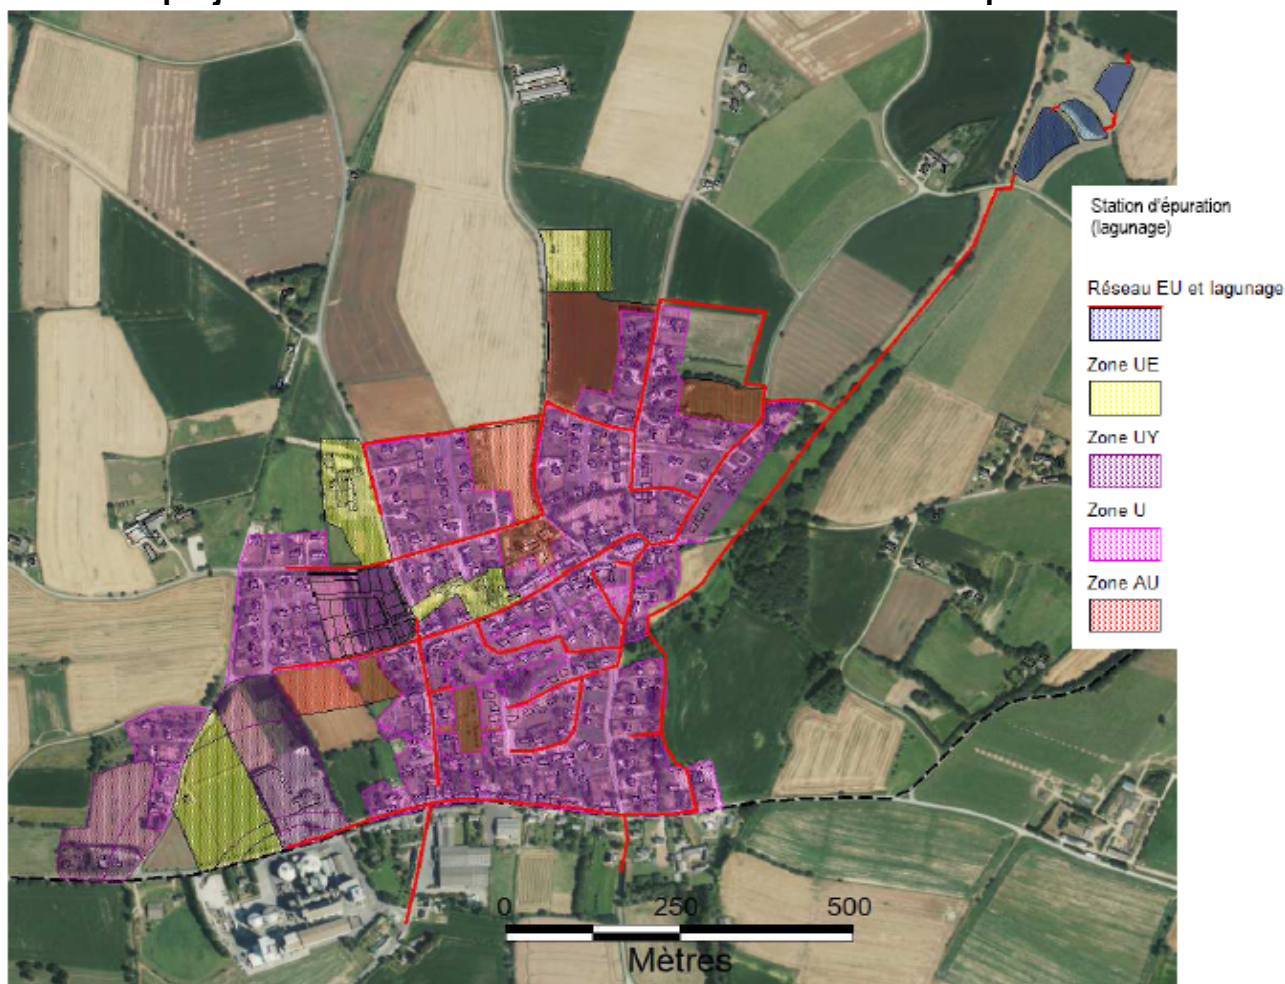 Station d'épuration
(lagunage)
Réseau EU et lagunage
Zone UE
Zone UY
Zone U
Zone AU
0 250 500
Mètres